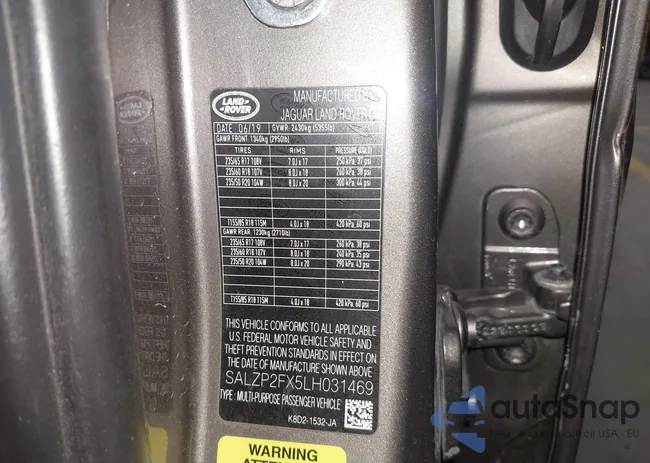 LAND ROVER
MANUFACTURED
JAGUAR LAND ROVER
DATE 06/19 GVWR: 2430kg (5355lb)
GAWR FRONT: 1340kg (2950lb)
TIRES RIMS PRESSURE (COLD)
235/65 R17 108V 7.0J x 17 250 kPa, 37 psi
235/60 R18 107V 8.0J x 18 260 kPa, 38 psi
235/50 R20 104W 8.0J x 20 300 kPa, 44 psi
T155/85 R18 115M 4.0J x 18 420 kPa, 60 psi
GAWR REAR: 1230kg (2710lb)
235/65 R17 108V 7.0J x 17 260 kPa, 38 psi
235/60 R18 107V 8.0J x 18 240 kPa, 35 psi
235/50 R20 104W 8.0J x 20 290 kPa, 43 psi
T155/85 R18 115M 4.0J x 18 420 kPa, 60 psi
THIS VEHICLE CONFORMS TO ALL APPLICABLE
U.S. FEDERAL MOTOR VEHICLE SAFETY AND
THEFT PREVENTION STANDARDS IN EFFECT ON
THE DATE OF MANUFACTURE SHOWN ABOVE
SALZP2FX5LH031469
TYPE : MULTI-PURPOSE PASSENGER VEHICLE
K8D2-1532-JA
WARNING
autoSnap